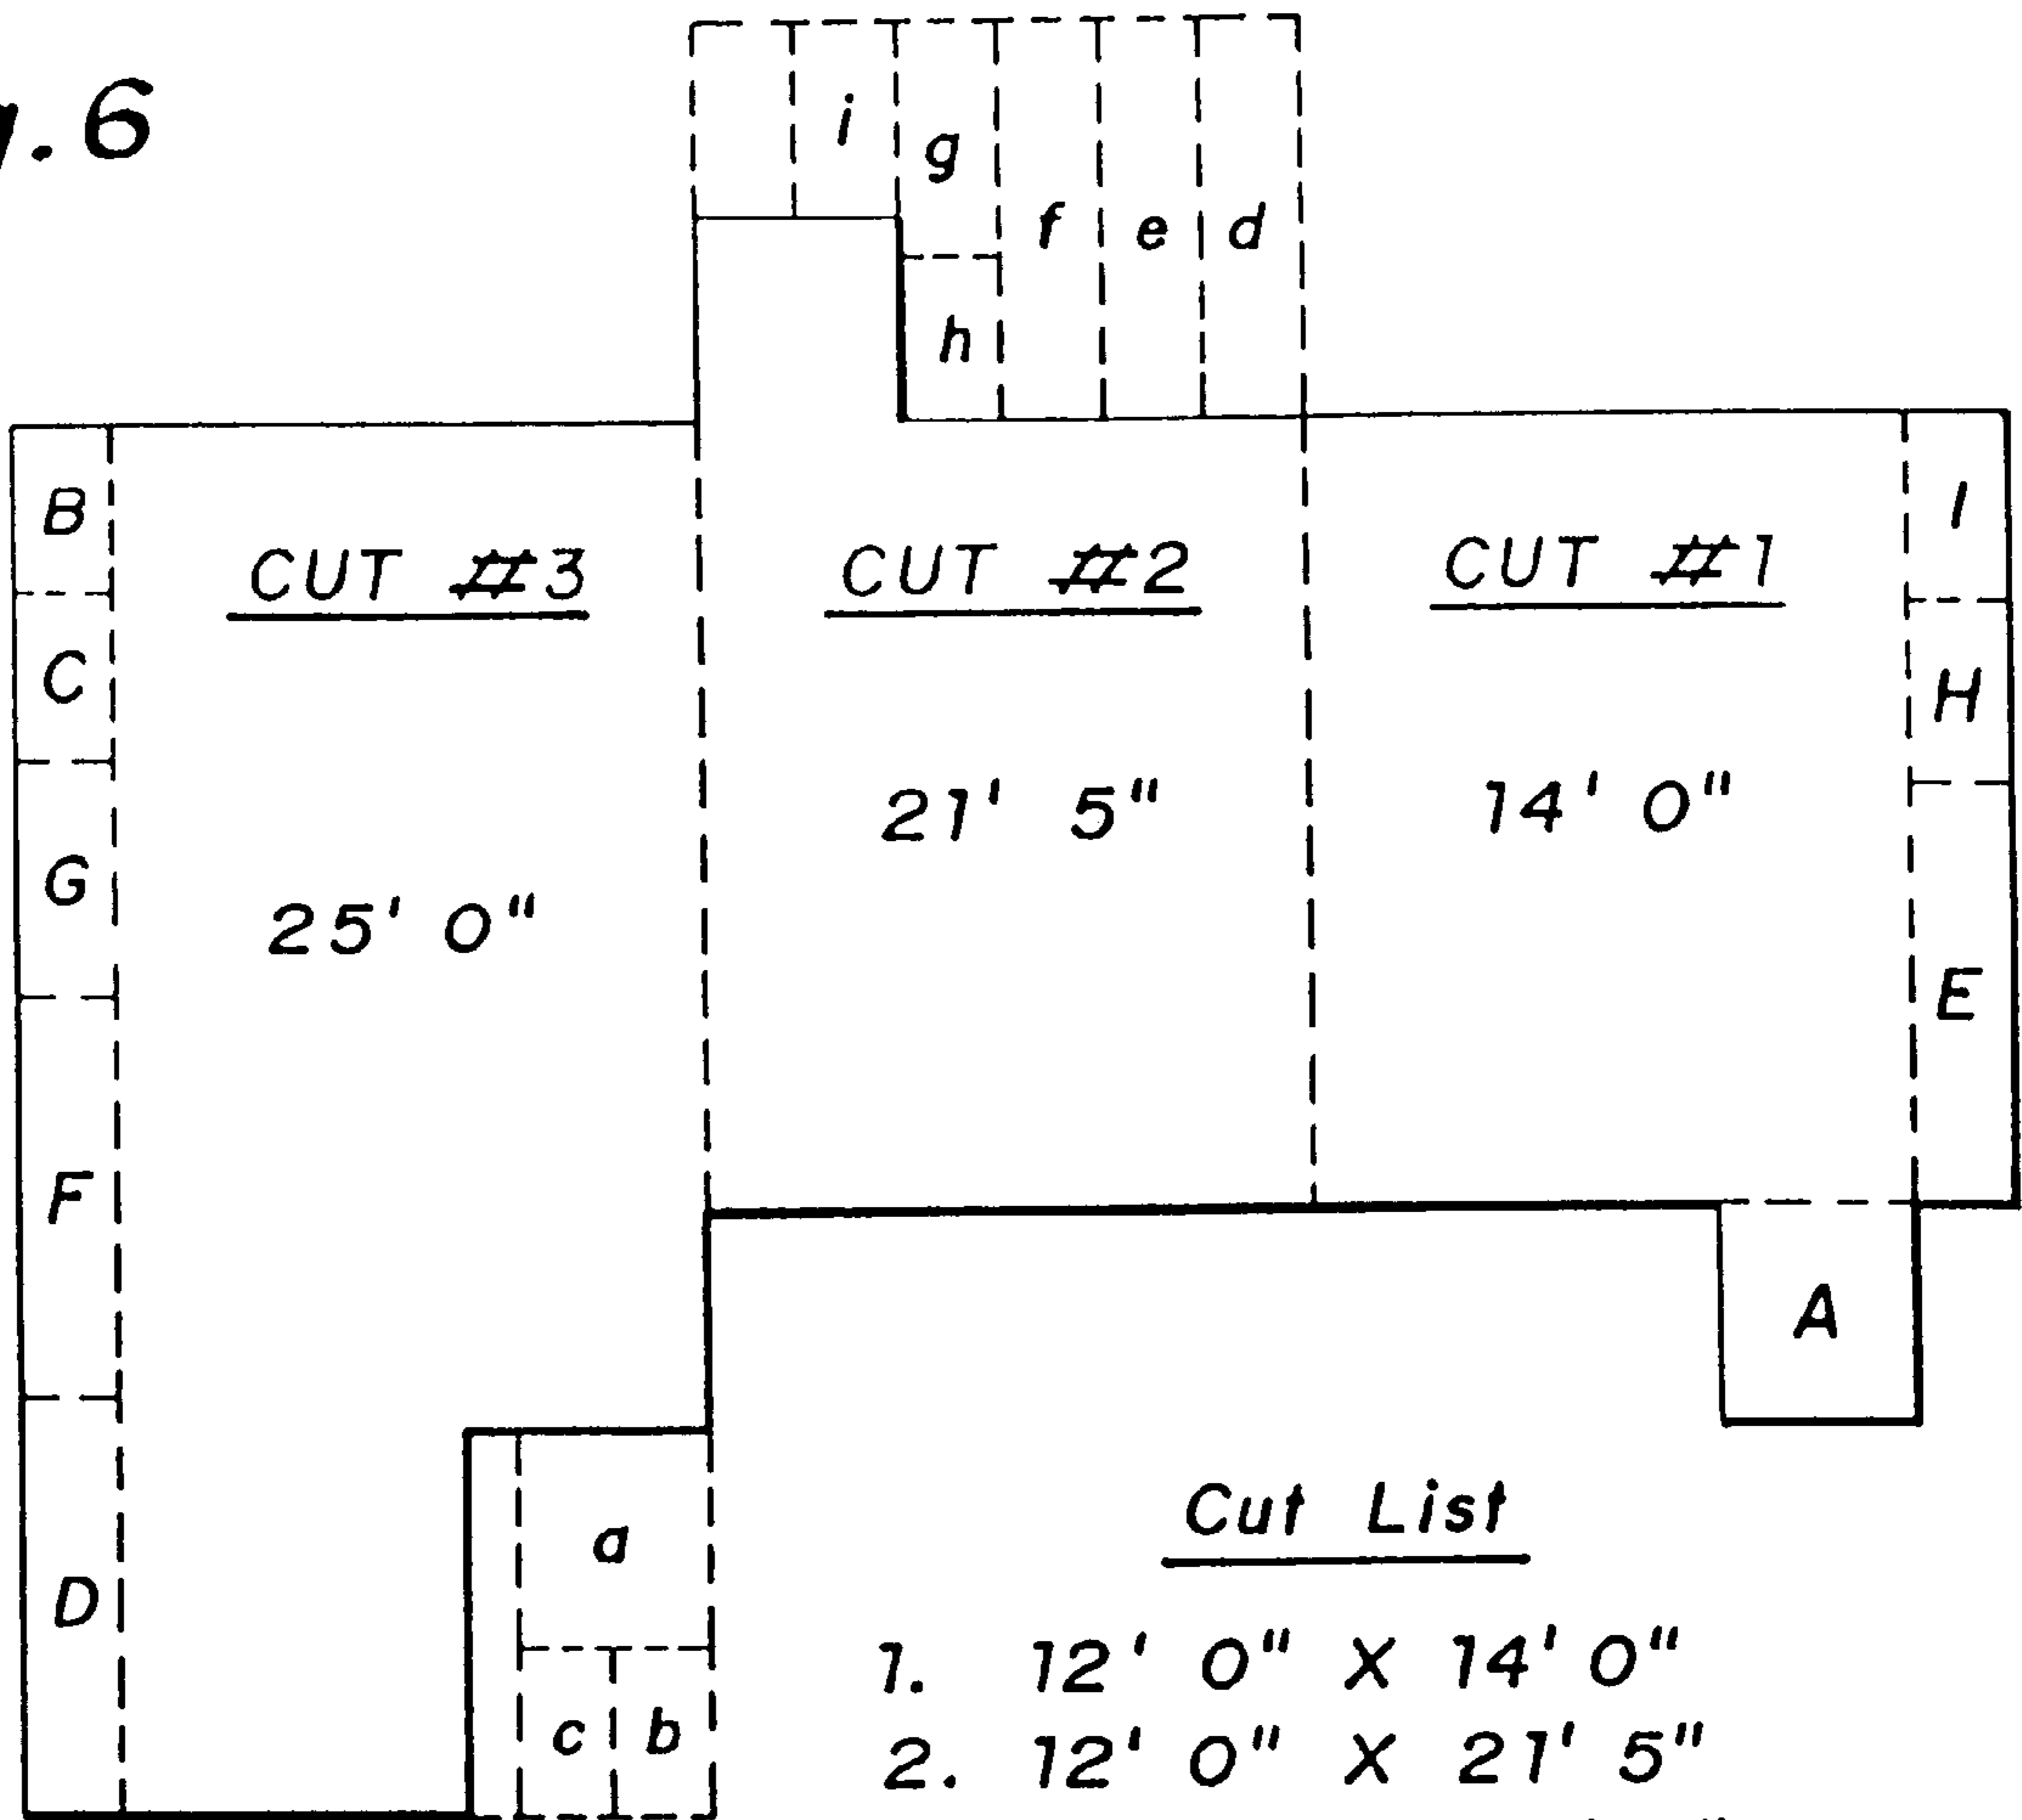 .6
i
g
f
e
d
h
B
I
CUT #3
CUT #2
CUT #1
C
H
21' 5"
14' 0"
G
25' 0"
E
F
A
Cut List
a
D
1. 12' 0" X 14' 0"
c
b
2. 12' 0" X 21' 5"